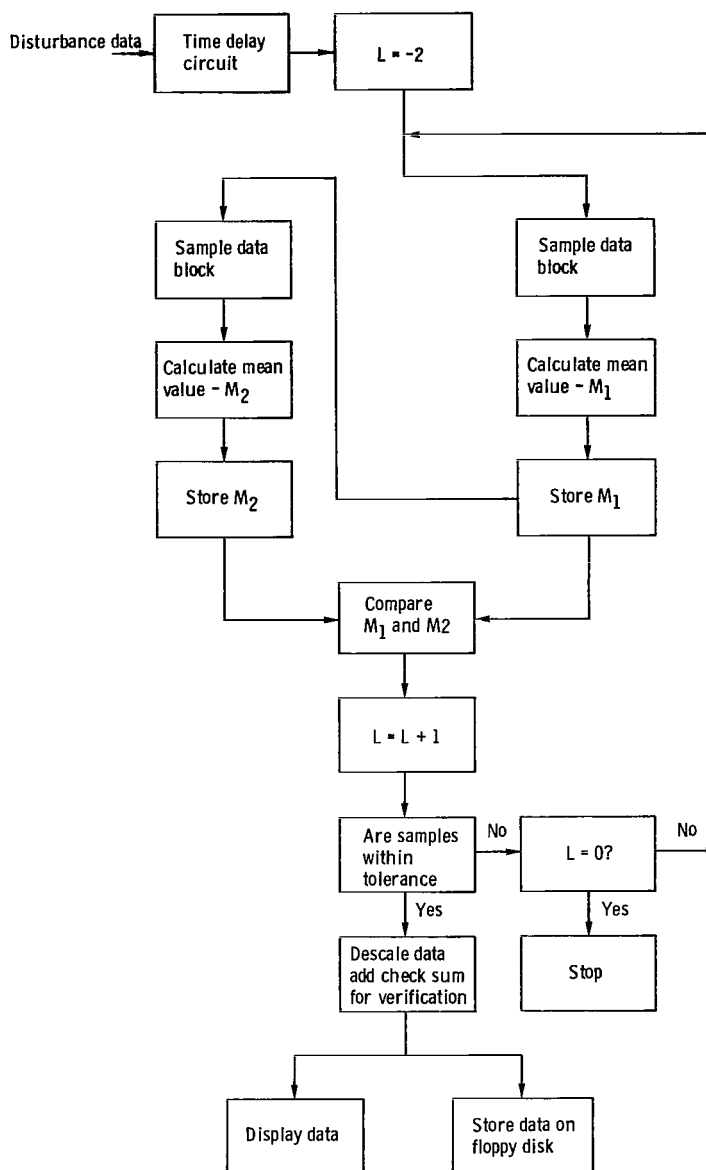 Disturbance data
Time delay
circuit
L = -2
Sample data
block
Sample data
block
Calculate mean
value - M2
Calculate mean
value - M1
Store M2
Store M1
Compare
M1 and M2
L = L + 1
Are samples
within
tolerance
No
L = 0?
No
Yes
Yes
Descale data
add check sum
for verification
Stop
Display data
Store data on
floppy disk